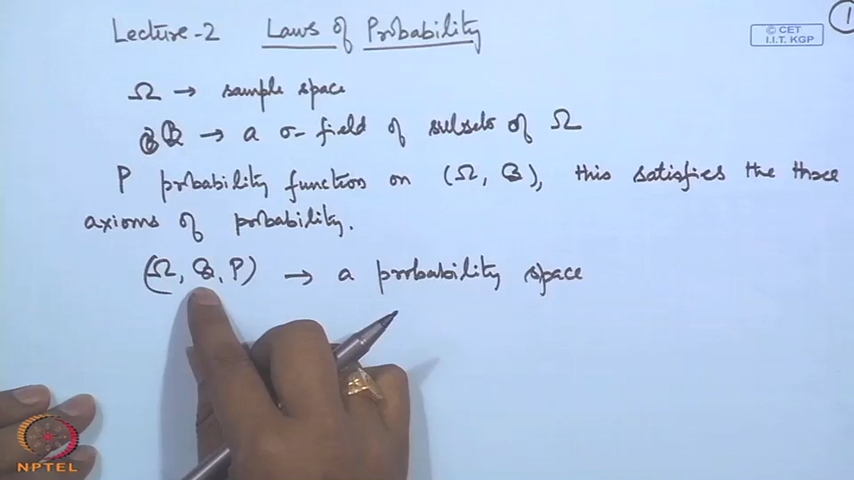 Lecture-2 Laws of Probability
1
© CET
I.I.T. KGP
Ω → sample space
→ a σ-field of subsets of Ω
P probability function on (Ω, B), this satisfies the three
axioms of probability.
(Ω, B, P) → a probability space
NPTEL